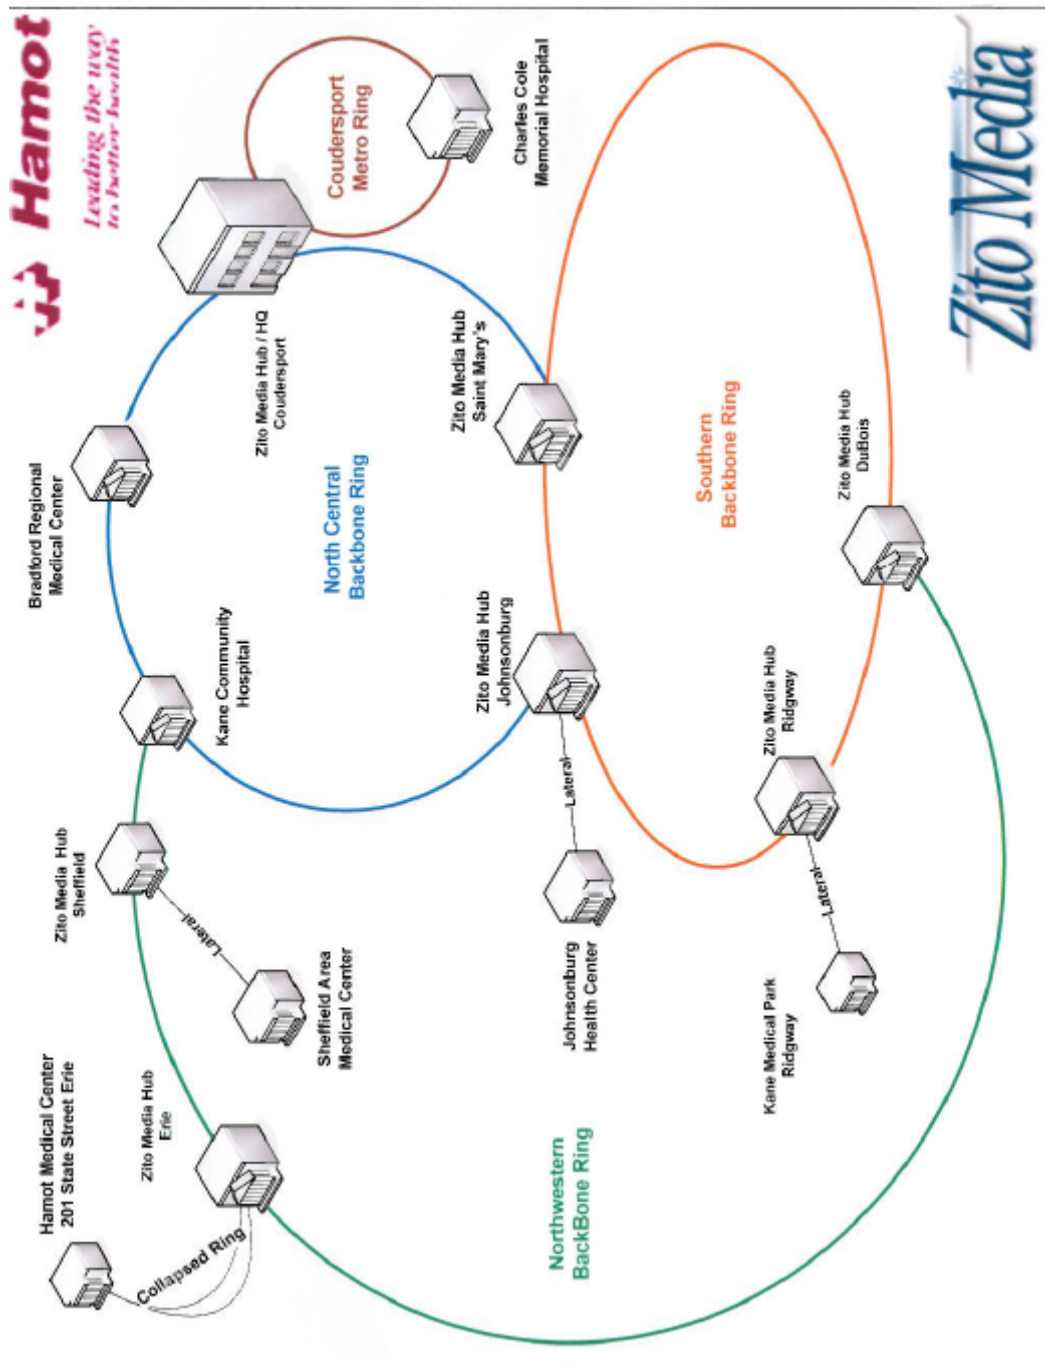 Hamot
Leading the way
to better health
Hamot Medical Center
201 State Street Erie
Collapsed Ring
Zito Media Hub
Erie
Zito Media Hub
Sheffield
Lateral
Sheffield Area
Medical Center
Kane Community
Hospital
Bradford Regional
Medical Center
Zito Media Hub / HQ
Coudersport
Coudersport
Metro Ring
Charles Cole
Memorial Hospital
North Central
Backbone Ring
Zito Media Hub
Saint Mary's
Zito Media Hub
Johnsonburg
Lateral
Johnsonburg
Health Center
Northwestern
BackBone Ring
Southern
Backbone Ring
Zito Media Hub
DuBois
Zito Media Hub
Ridgway
Lateral
Kane Medical Park
Ridgway
Zito Media